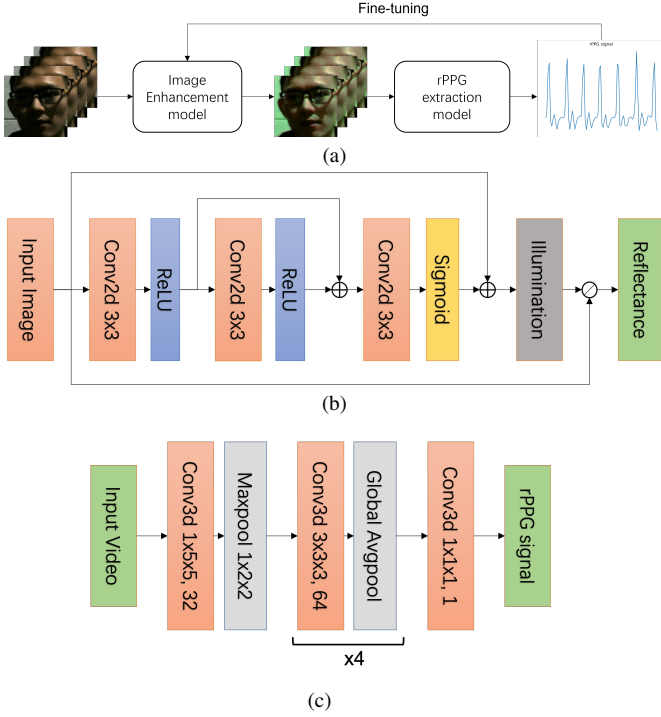 Fine-tuning
Image
Enhancement
model
rPPG
extraction
model
rPPG signal
(a)
Input Image
Conv2d 3x3
ReLU
Conv2d 3x3
ReLU
Conv2d 3x3
Sigmoid
Illumination
Reflectance
(b)
Input Video
Conv3d 1x5x5, 32
Maxpool 1x2x2
Conv3d 3x3x3, 64
Global Avgpool
Conv3d 1x1x1, 1
rPPG signal
x4
(c)